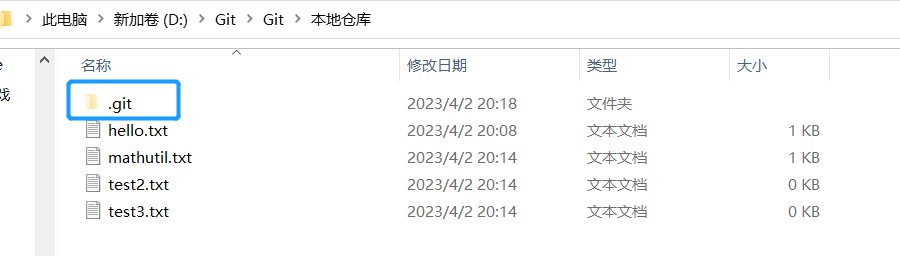 此电脑 > 新加卷 (D:) > Git > Git > 本地仓库
名称 修改日期 类型 大小
.git 2023/4/2 20:18 文件夹
hello.txt 2023/4/2 20:08 文本文档 1 KB
mathutil.txt 2023/4/2 20:14 文本文档 1 KB
test2.txt 2023/4/2 20:14 文本文档 0 KB
test3.txt 2023/4/2 20:14 文本文档 0 KB